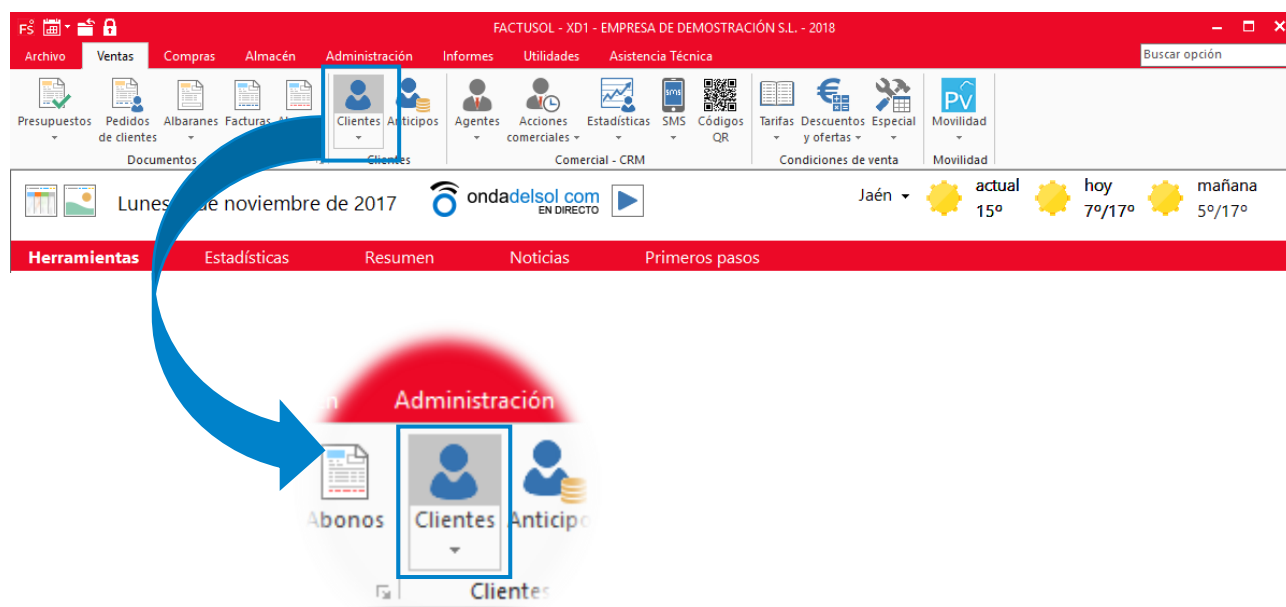 FS
FACTUSOL - XD1 - EMPRESA DE DEMOSTRACIÓN S.L. - 2018
Archivo Ventas Compras Almacén Administración Informes Utilidades Asistencia Técnica Buscar opción
Presupuestos Pedidos de clientes Albaranes Facturas Clientes Anticipos Agentes Acciones comerciales Estadísticas SMS Códigos QR Tarifas Descuentos y ofertas Especial Movilidad
sms
PV
Documentos Clientes Comercial - CRM Condiciones de venta Movilidad
Lunes de noviembre de 2017 ondadelsol com Jaén actual hoy mañana
EN DIRECTO 15º 7º/17º 5º/17º
Herramientas Estadísticas Resumen Noticias Primeros pasos
Administración
Abonos Clientes Anticipo
Clientes